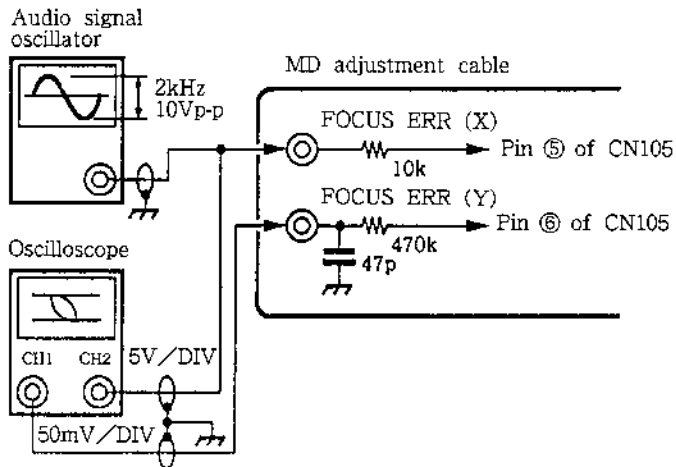 Audio signal
oscillator
2kHz
10Vp-p
MD adjustment cable
FOCUS ERR (X)
10k
Pin ⑤ of CN105
FOCUS ERR (Y)
470k
47p
Pin ⑥ of CN105
Oscilloscope
CH1 CH2
5V/DIV
50mV/DIV